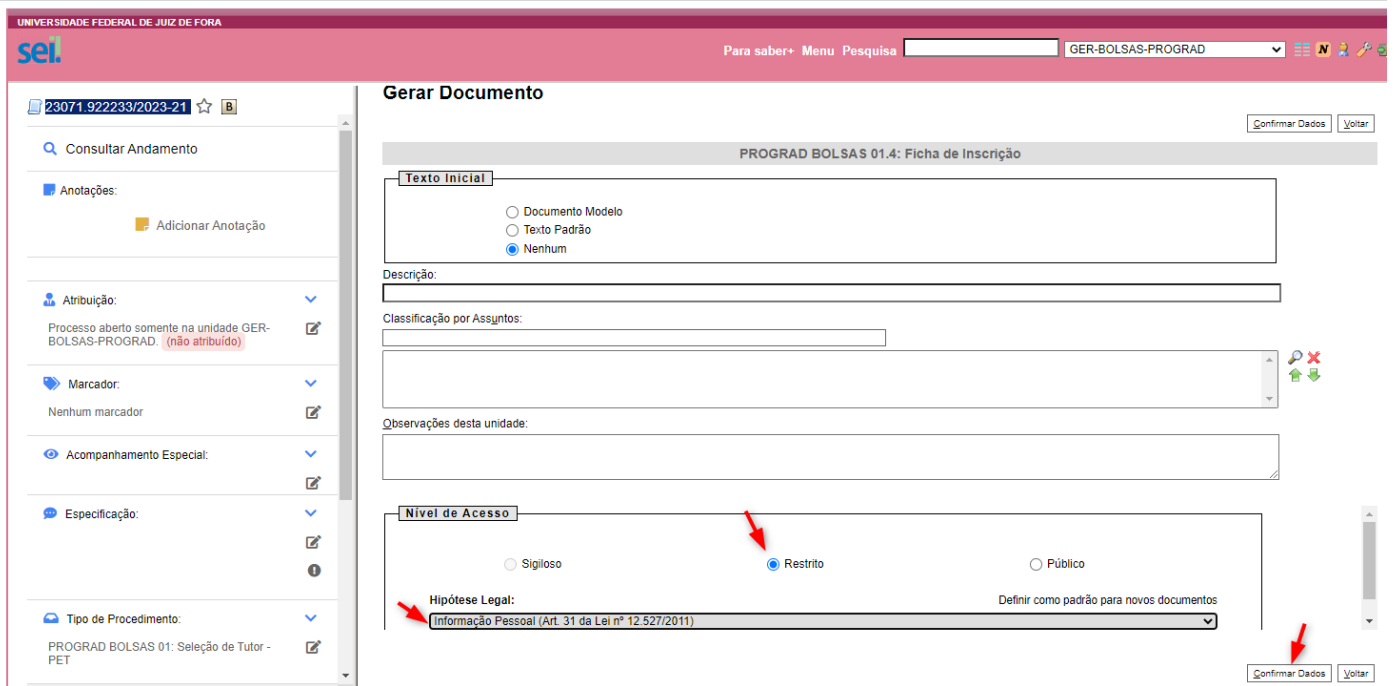 UNIVERSIDADE FEDERAL DE JUIZ DE FORA
sei!
Para saber+ Menu Pesquisa GER-BOLSAS-PROGRAD N
23071.922233/2023-21 B
Consultar Andamento
Anotações:
Adicionar Anotação
Atribuição:
Processo aberto somente na unidade GER-
BOLSAS-PROGRAD. (não atribuído)
Marcador:
Nenhum marcador
Acompanhamento Especial:
Especificação:
Tipo de Procedimento:
PROGRAD BOLSAS 01: Seleção de Tutor -
PET
Gerar Documento
Confirmar Dados Voltar
PROGRAD BOLSAS 01.4: Ficha de Inscrição
Texto Inicial
Documento Modelo
Texto Padrão
Nenhum
Descrição:
Classificação por Assuntos:
Observações desta unidade:
Nível de Acesso
Sigiloso Restrito Público
Hipótese Legal: Definir como padrão para novos documentos
Informação Pessoal (Art. 31 da Lei nº 12.527/2011)
Confirmar Dados Voltar